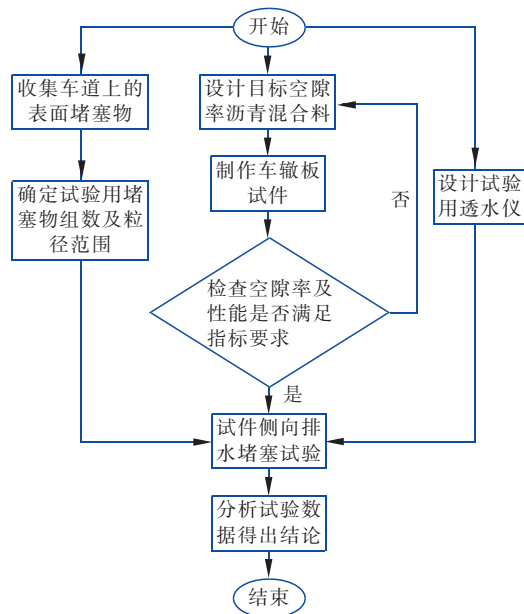 开始
收集车道上的
表面堵塞物
设计目标空隙
率沥青混合料
制作车辙板
试件
确定试验用堵
塞物组数及粒
径范围
设计试验
用透水仪
否
检查空隙率及
性能是否满足
指标要求
是
试件侧向排
水堵塞试验
分析试验数
据得出结论
结束